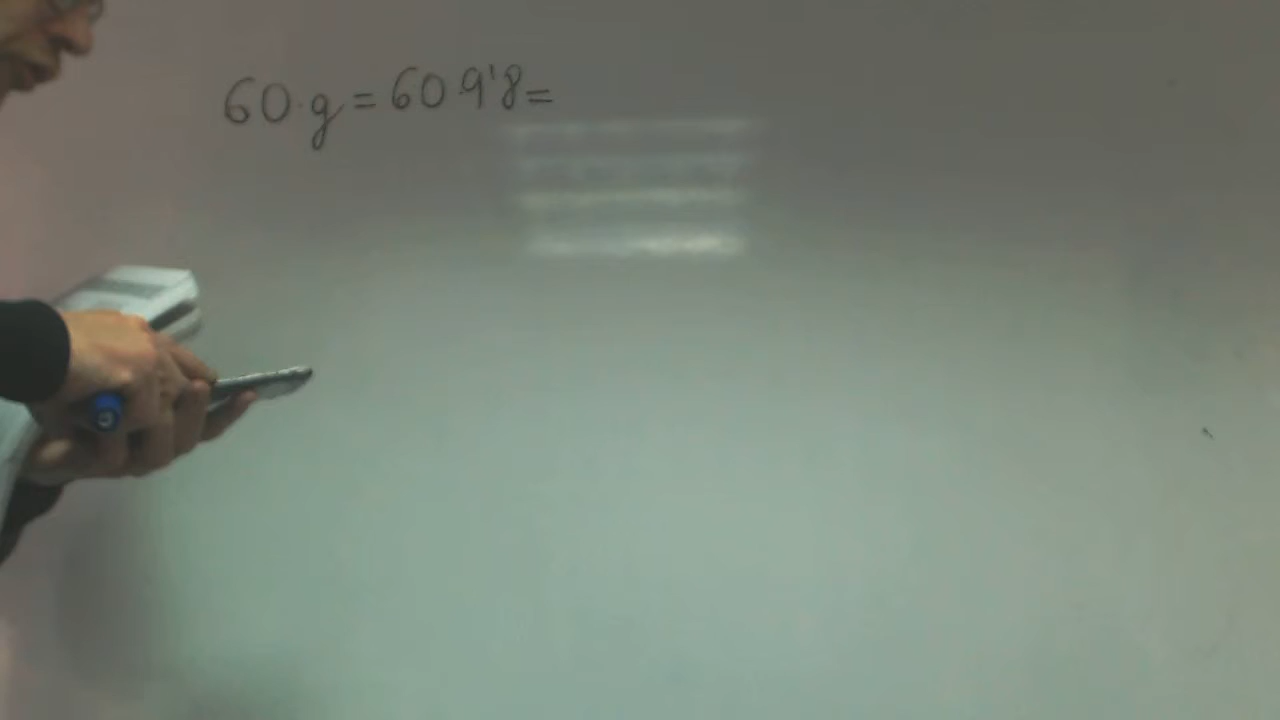 60·g = 60 9'8 =